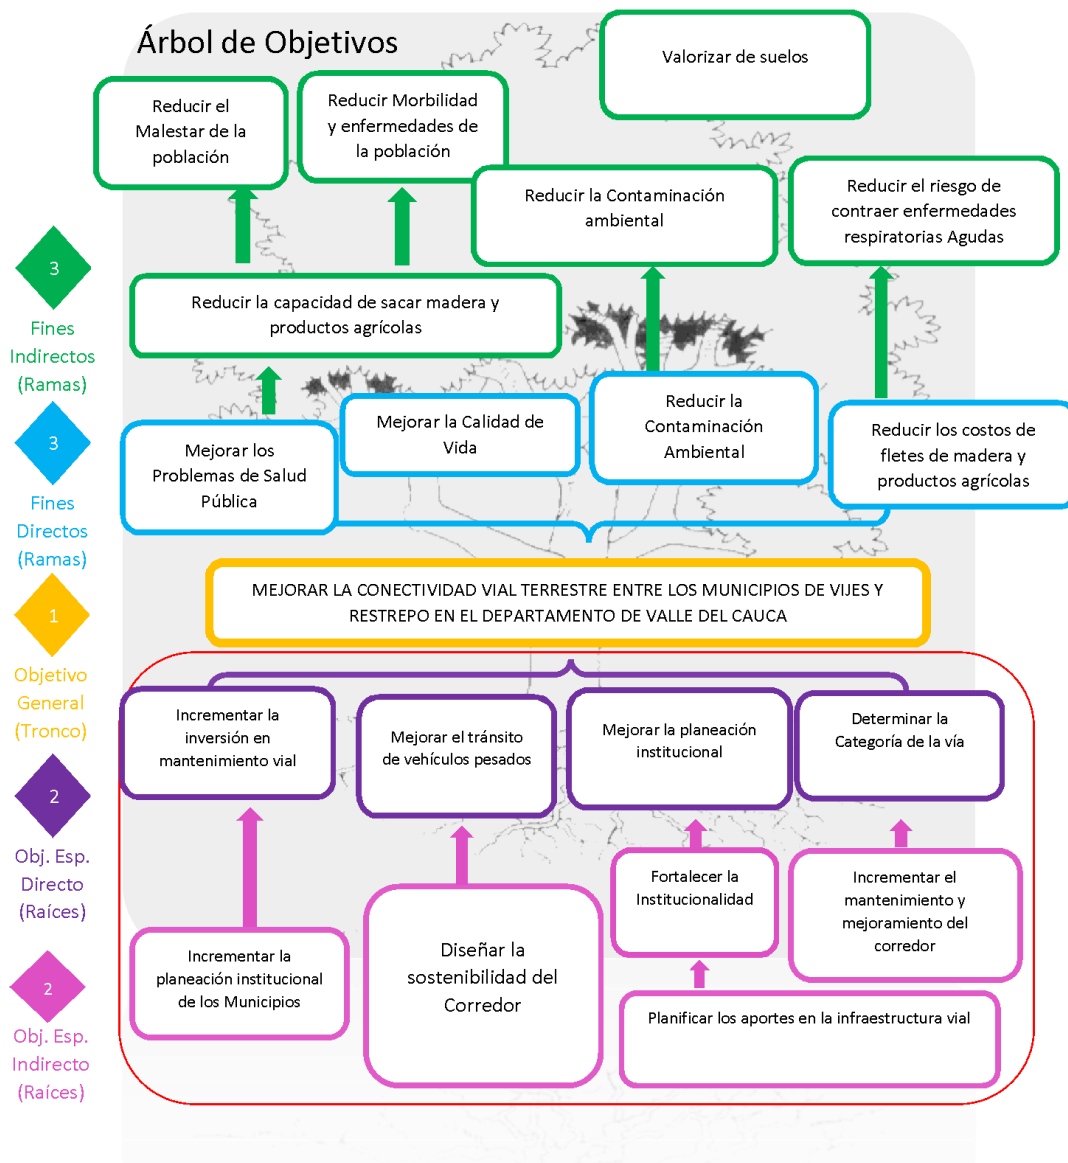 Árbol de Objetivos
Valorizar de suelos
Reducir el
Malestar de la
población
Reducir Morbilidad
y enfermedades de
la población
Reducir la Contaminación
ambiental
Reducir el riesgo de
contraer enfermedades
respiratorias Agudas
3
Fines
Indirectos
(Ramas)
Reducir la capacidad de sacar madera y
productos agrícolas
3
Fines
Directos
(Ramas)
Mejorar los
Problemas de Salud
Pública
Mejorar la Calidad de
Vida
Reducir la
Contaminación
Ambiental
Reducir los costos de
fletes de madera y
productos agrícolas
1
Objetivo
General
(Tronco)
MEJORAR LA CONECTIVIDAD VIAL TERRESTRE ENTRE LOS MUNICIPIOS DE VIJES Y
RESTREPO EN EL DEPARTAMENTO DE VALLE DEL CAUCA
2
Obj. Esp.
Directo
(Raíces)
Incrementar la
inversión en
mantenimiento vial
Mejorar el tránsito
de vehículos pesados
Mejorar la planeación
institucional
Determinar la
Categoría de la vía
2
Obj. Esp.
Indirecto
(Raíces)
Incrementar la
planeación institucional
de los Municipios
Diseñar la
sostenibilidad del
Corredor
Fortalecer la
Institucionalidad
Incrementar el
mantenimiento y
mejoramiento del
corredor
Planificar los aportes en la infraestructura vial